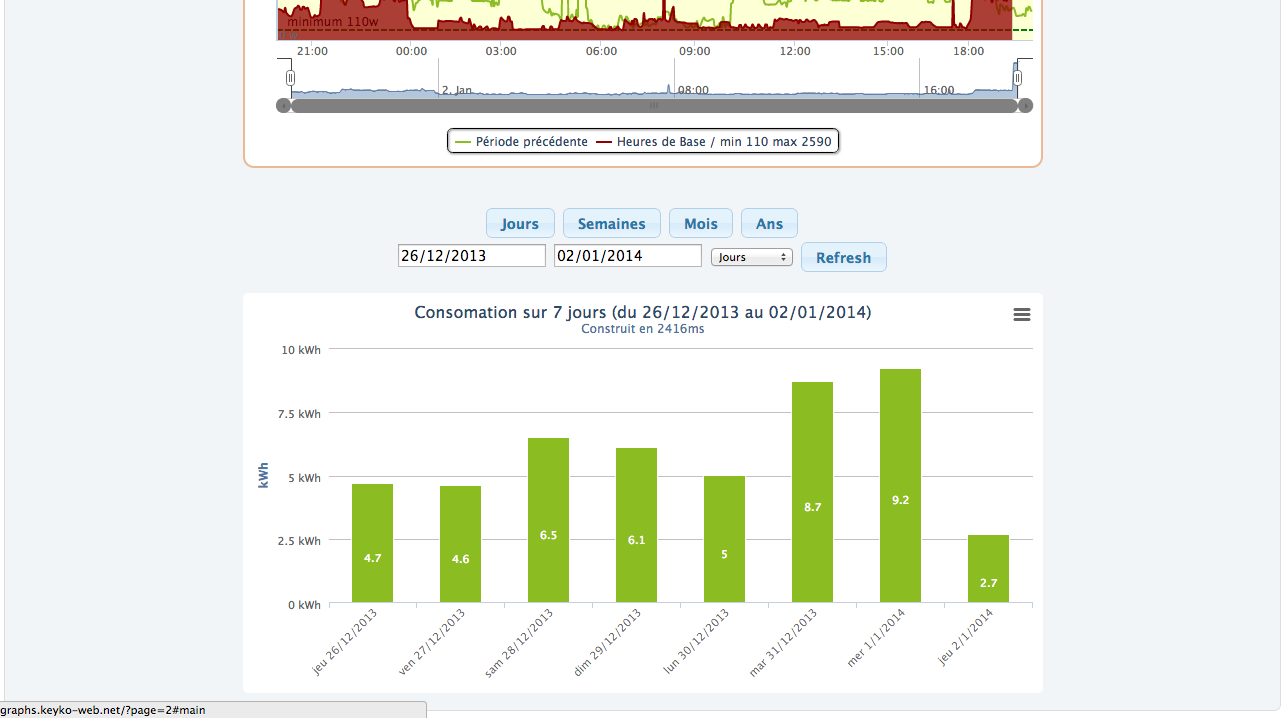 minimum 110w
21:00 00:00 03:00 06:00 09:00 12:00 15:00 18:00
2. Jan 08:00 16:00
Période précédente Heures de Base / min 110 max 2590
Jours Semaines Mois Ans
26/12/2013 02/01/2014 Jours Refresh
Consomation sur 7 jours (du 26/12/2013 au 02/01/2014)
Construit en 2416ms
10 kWh
7.5 kWh
5 kWh
2.5 kWh
0 kWh
kWh
4.7 4.6 6.5 6.1 5 8.7 9.2 2.7
jeu 26/12/2013 ven 27/12/2013 sam 28/12/2013 dim 29/12/2013 lun 30/12/2013 mar 31/12/2013 mer 1/1/2014 jeu 2/1/2014
graphs.keyko-web.net/?page=2#main